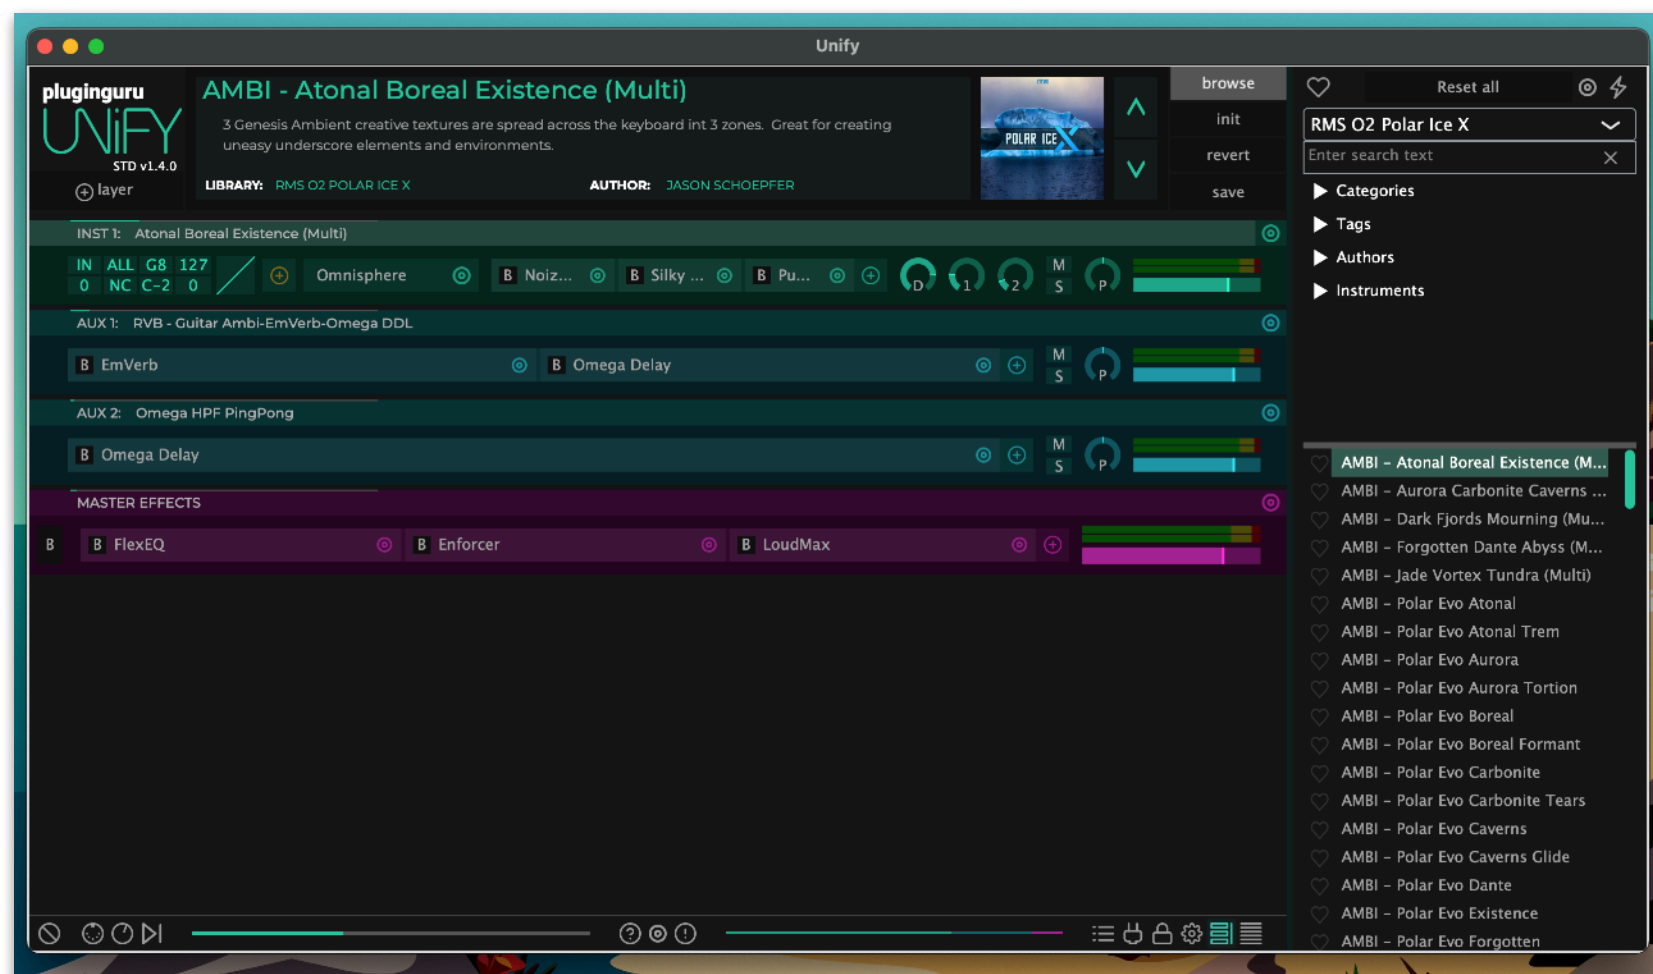 Unify
pluginguru
UNiFY
STD v1.4.0
layer
AMBI - Atonal Boreal Existence (Multi)
3 Genesis Ambient creative textures are spread across the keyboard int 3 zones. Great for creating
uneasy underscore elements and environments.
LIBRARY: RMS O2 POLAR ICE X AUTHOR: JASON SCHOEPFER
POLAR ICE X
browse
init
revert
save
INST 1: Atonal Boreal Existence (Multi)
IN ALL G8 127
0 NC C-2 0
Omnisphere
B Noiz...
B Silky ...
B Pu...
D 1 2
M
S
P
AUX 1: RVB - Guitar Ambi-EmVerb-Omega DDL
B EmVerb
B Omega Delay
M
S
P
AUX 2: Omega HPF PingPong
B Omega Delay
M
S
P
MASTER EFFECTS
B
B FlexEQ
B Enforcer
B LoudMax
Reset all
RMS O2 Polar Ice X
Enter search text
Categories
Tags
Authors
Instruments
AMBI - Atonal Boreal Existence (M...
AMBI - Aurora Carbonite Caverns ...
AMBI - Dark Fjords Mourning (Mu...
AMBI - Forgotten Dante Abyss (M...
AMBI - Jade Vortex Tundra (Multi)
AMBI - Polar Evo Atonal
AMBI - Polar Evo Atonal Trem
AMBI - Polar Evo Aurora
AMBI - Polar Evo Aurora Tortion
AMBI - Polar Evo Boreal
AMBI - Polar Evo Boreal Formant
AMBI - Polar Evo Carbonite
AMBI - Polar Evo Carbonite Tears
AMBI - Polar Evo Caverns
AMBI - Polar Evo Caverns Glide
AMBI - Polar Evo Dante
AMBI - Polar Evo Existence
AMBI - Polar Evo Forgotten